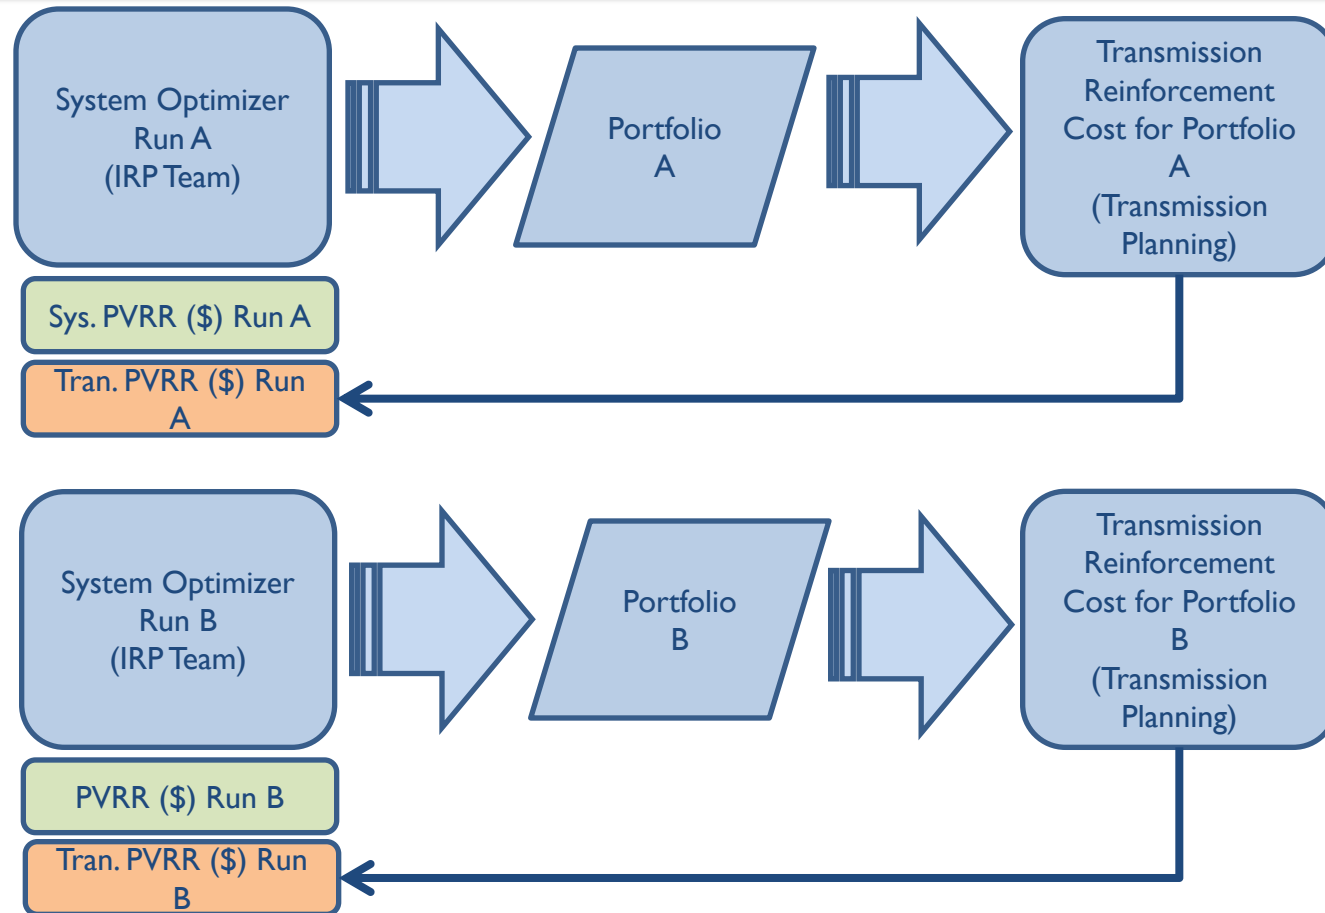 System Optimizer
Run A
(IRP Team)
Portfolio
A
Transmission
Reinforcement
Cost for Portfolio
A
(Transmission
Planning)
Sys. PVRR ($) Run A
Tran. PVRR ($) Run
A
System Optimizer
Run B
(IRP Team)
Portfolio
B
Transmission
Reinforcement
Cost for Portfolio
B
(Transmission
Planning)
PVRR ($) Run B
Tran. PVRR ($) Run
B